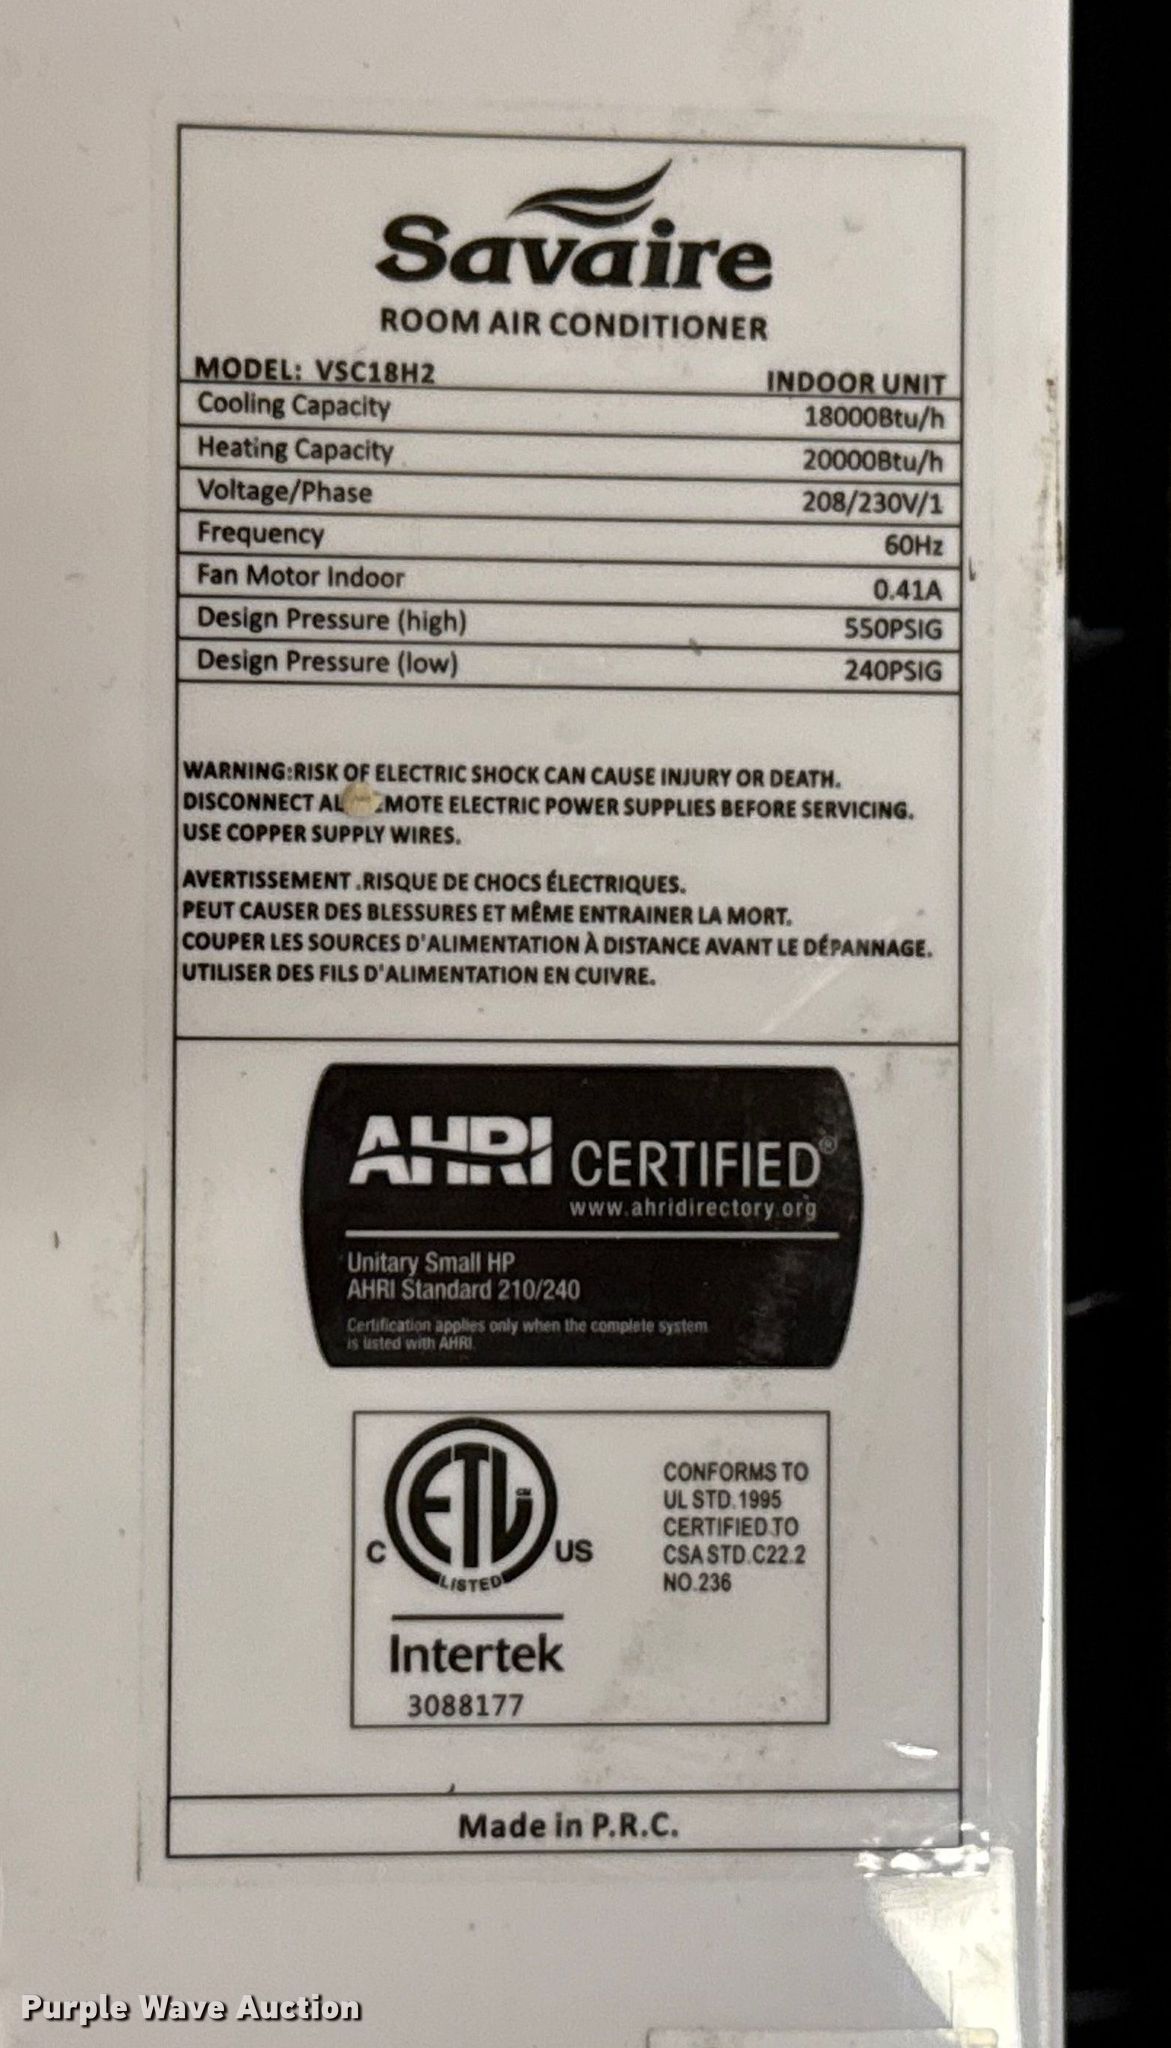 Savaire
ROOM AIR CONDITIONER
MODEL: VSC18H2 INDOOR UNIT
Cooling Capacity 18000Btu/h
Heating Capacity 20000Btu/h
Voltage/Phase 208/230V/1
Frequency 60Hz
Fan Motor Indoor 0.41A
Design Pressure (high) 550PSIG
Design Pressure (low) 240PSIG
WARNING:RISK OF ELECTRIC SHOCK CAN CAUSE INJURY OR DEATH.
DISCONNECT ELECTRIC POWER SUPPLIES BEFORE SERVICING.
USE COPPER SUPPLY WIRES.
AVERTISSEMENT .RISQUE DE CHOCS ÉLECTRIQUES.
PEUT CAUSER DES BLESSURES ET MÊME ENTRAINER LA MORT.
COUPER LES SOURCES D'ALIMENTATION À DISTANCE AVANT LE DÉPANNAGE.
UTILISER DES FILS D'ALIMENTATION EN CUIVRE.
AHRI CERTIFIED®
www.ahridirectory.org
Unitary Small HP
AHRI Standard 210/240
Certification applies only when the complete system
is listed with AHRI.
ETL CM
C US
LISTED
Intertek
3088177
CONFORMS TO
UL STD.1995
CERTIFIED TO
CSA STD.C22.2
NO.236
Made in P.R.C.
Purple Wave Auction